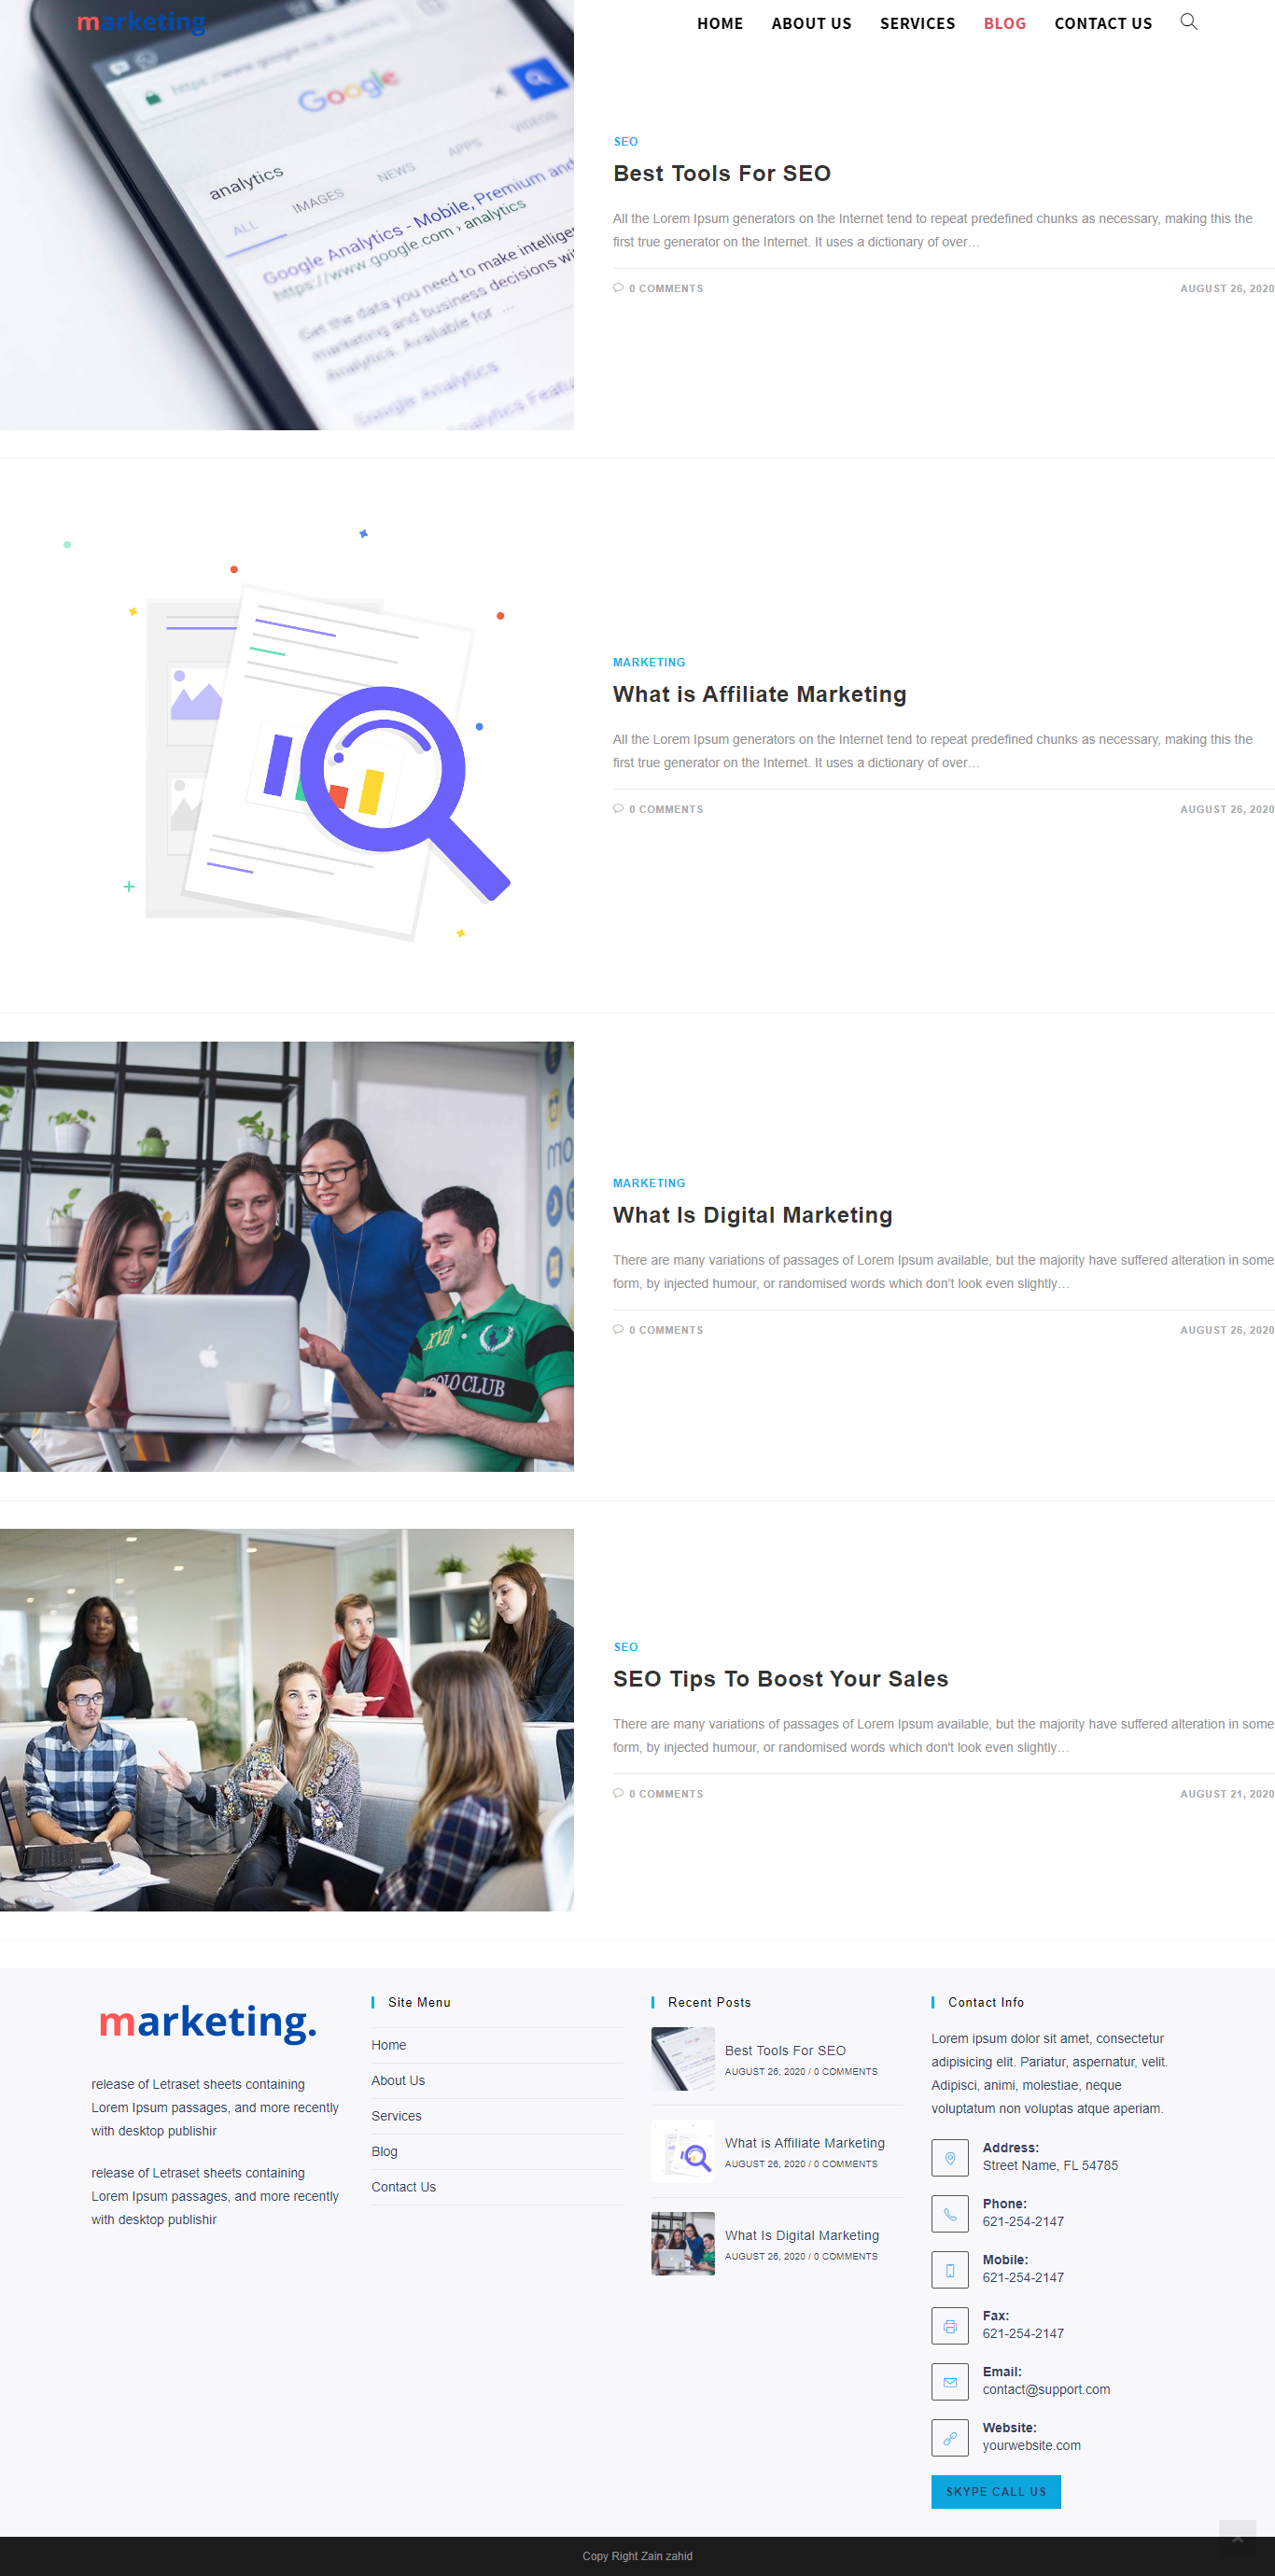 marketing
HOME ABOUT US SERVICES BLOG CONTACT US
https://www.google
Google
analytics
ALL IMAGES NEWS APPS VIDEOS
Google Analytics - Mobile, Premium and
https://www.google.com › analytics
Get the data you need to make intellige
marketing and business decisions wi
Analytics. Available for ...
Google Analytics
Analytics Featu
SEO
Best Tools For SEO
All the Lorem Ipsum generators on the Internet tend to repeat predefined chunks as necessary, making this the
first true generator on the Internet. It uses a dictionary of over…
0 COMMENTS AUGUST 26, 2020
MARKETING
What is Affiliate Marketing
All the Lorem Ipsum generators on the Internet tend to repeat predefined chunks as necessary, making this the
first true generator on the Internet. It uses a dictionary of over…
0 COMMENTS AUGUST 26, 2020
mo
POLO CLUB
MARKETING
What Is Digital Marketing
There are many variations of passages of Lorem Ipsum available, but the majority have suffered alteration in some
form, by injected humour, or randomised words which don’t look even slightly…
0 COMMENTS AUGUST 26, 2020
SEO
SEO Tips To Boost Your Sales
There are many variations of passages of Lorem Ipsum available, but the majority have suffered alteration in some
form, by injected humour, or randomised words which don't look even slightly…
0 COMMENTS AUGUST 21, 2020
marketing.
release of Letraset sheets containing
Lorem Ipsum passages, and more recently
with desktop publishir
release of Letraset sheets containing
Lorem Ipsum passages, and more recently
with desktop publishir
Site Menu
Home
About Us
Services
Blog
Contact Us
Recent Posts
Best Tools For SEO
AUGUST 26, 2020 / 0 COMMENTS
What is Affiliate Marketing
AUGUST 26, 2020 / 0 COMMENTS
What Is Digital Marketing
AUGUST 26, 2020 / 0 COMMENTS
Contact Info
Lorem ipsum dolor sit amet, consectetur
adipisicing elit. Pariatur, aspernatur, velit.
Adipisci, animi, molestiae, neque
voluptatum non voluptas atque aperiam.
Address:
Street Name, FL 54785
Phone:
621-254-2147
Mobile:
621-254-2147
Fax:
621-254-2147
Email:
contact@support.com
Website:
yourwebsite.com
SKYPE CALL US
Copy Right Zain zahid